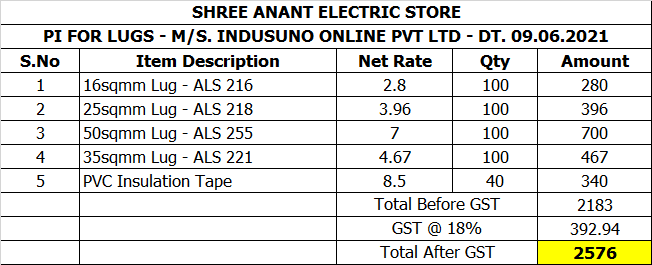 SHREE ANANT ELECTRIC STORE
PI FOR LUGS - M/S. INDUSUNO ONLINE PVT LTD - DT. 09.06.2021
S.No Item Description Net Rate Qty Amount
1 16sqmm Lug - ALS 216 2.8 100 280
2 25sqmm Lug - ALS 218 3.96 100 396
3 50sqmm Lug - ALS 255 7 100 700
4 35sqmm Lug - ALS 221 4.67 100 467
5 PVC Insulation Tape 8.5 40 340
Total Before GST 2183
GST @ 18% 392.94
Total After GST 2576